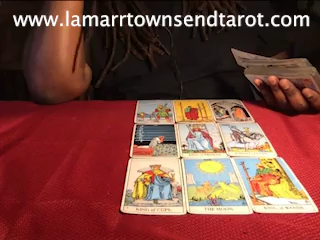 www.lamarrtownsendtarot.com
KING of CUPS.
THE MOON.
KING of WANDS.